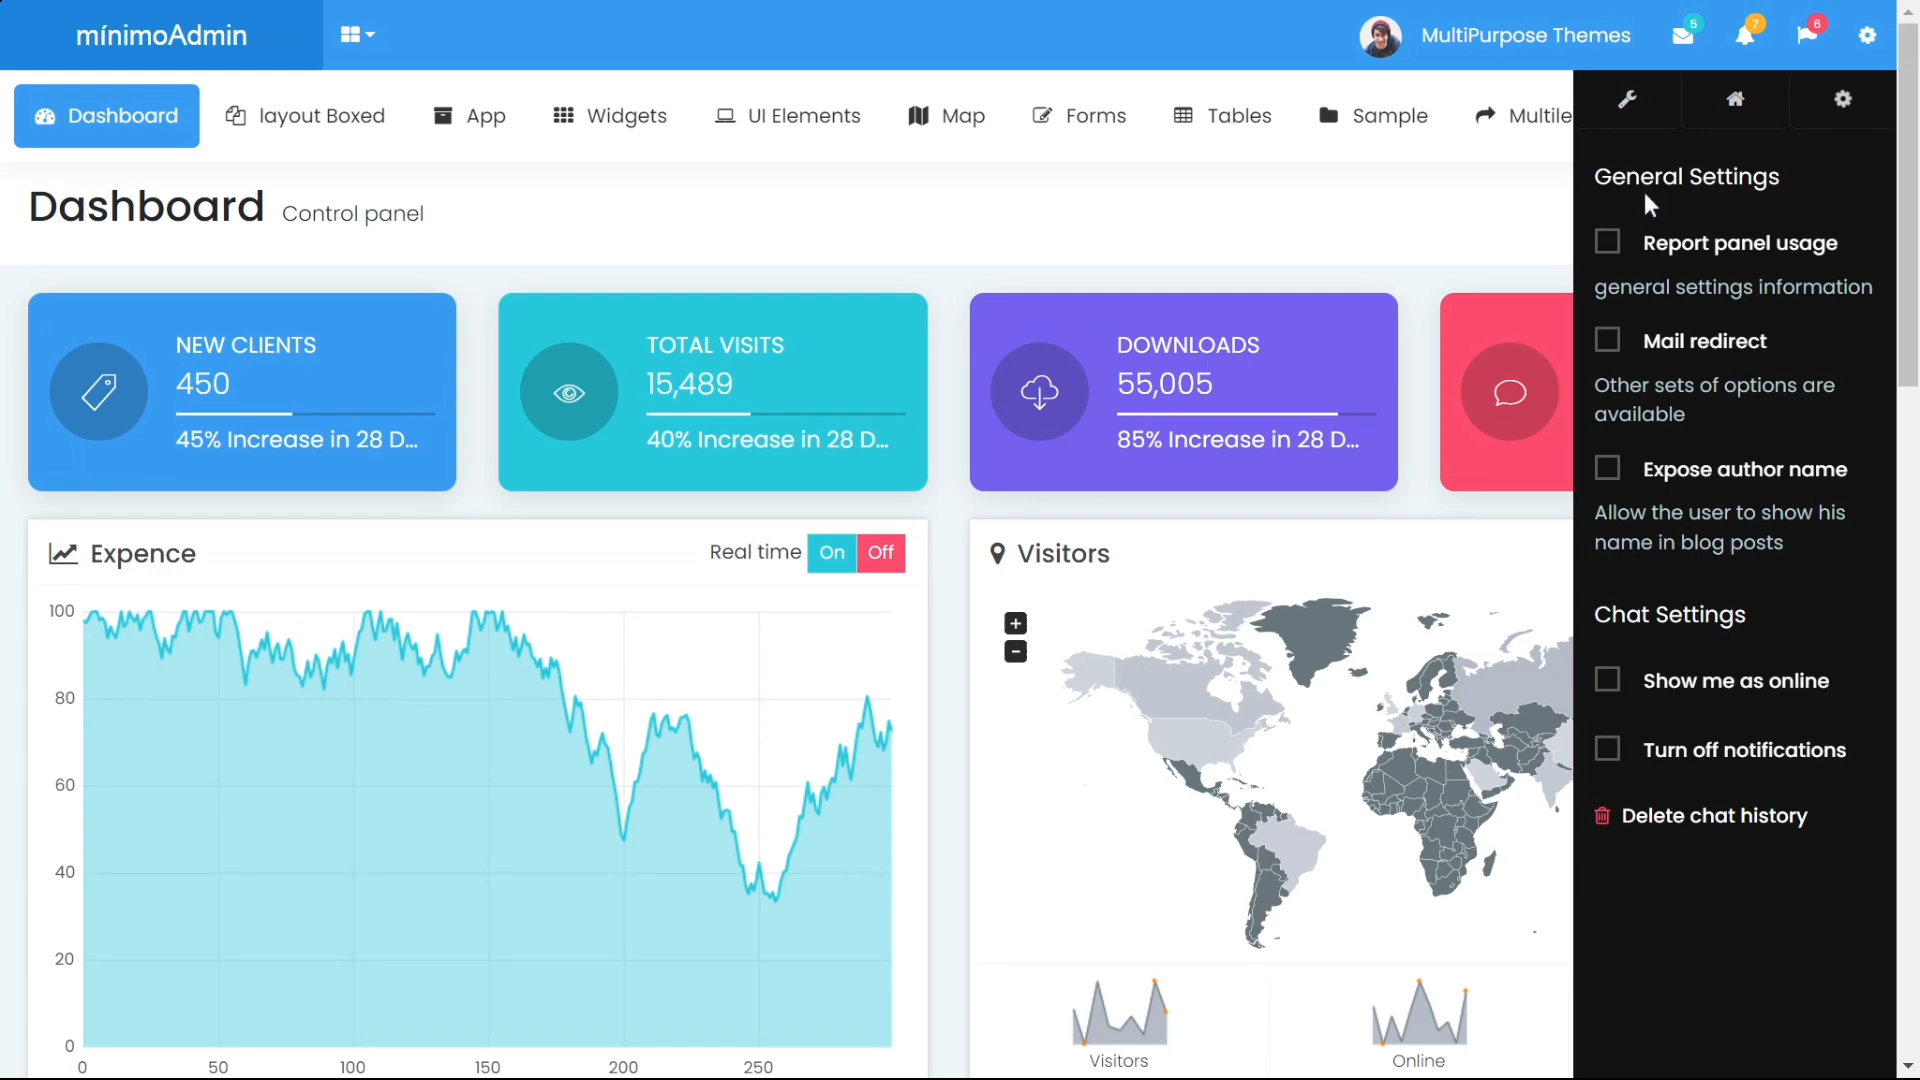 mínimoAdmin
MultiPurpose Themes
5
7
6
Dashboard
layout Boxed
App
Widgets
UI Elements
Map
Forms
Tables
Sample
Multile
Dashboard Control panel
NEW CLIENTS
450
45% Increase in 28 D...
TOTAL VISITS
15,489
40% Increase in 28 D...
DOWNLOADS
55,005
85% Increase in 28 D...
Expence
Real time On Off
100
80
60
40
20
0
0 50 100 150 200 250
Visitors
+
-
Visitors
Online
General Settings
Report panel usage
general settings information
Mail redirect
Other sets of options are
available
Expose author name
Allow the user to show his
name in blog posts
Chat Settings
Show me as online
Turn off notifications
Delete chat history